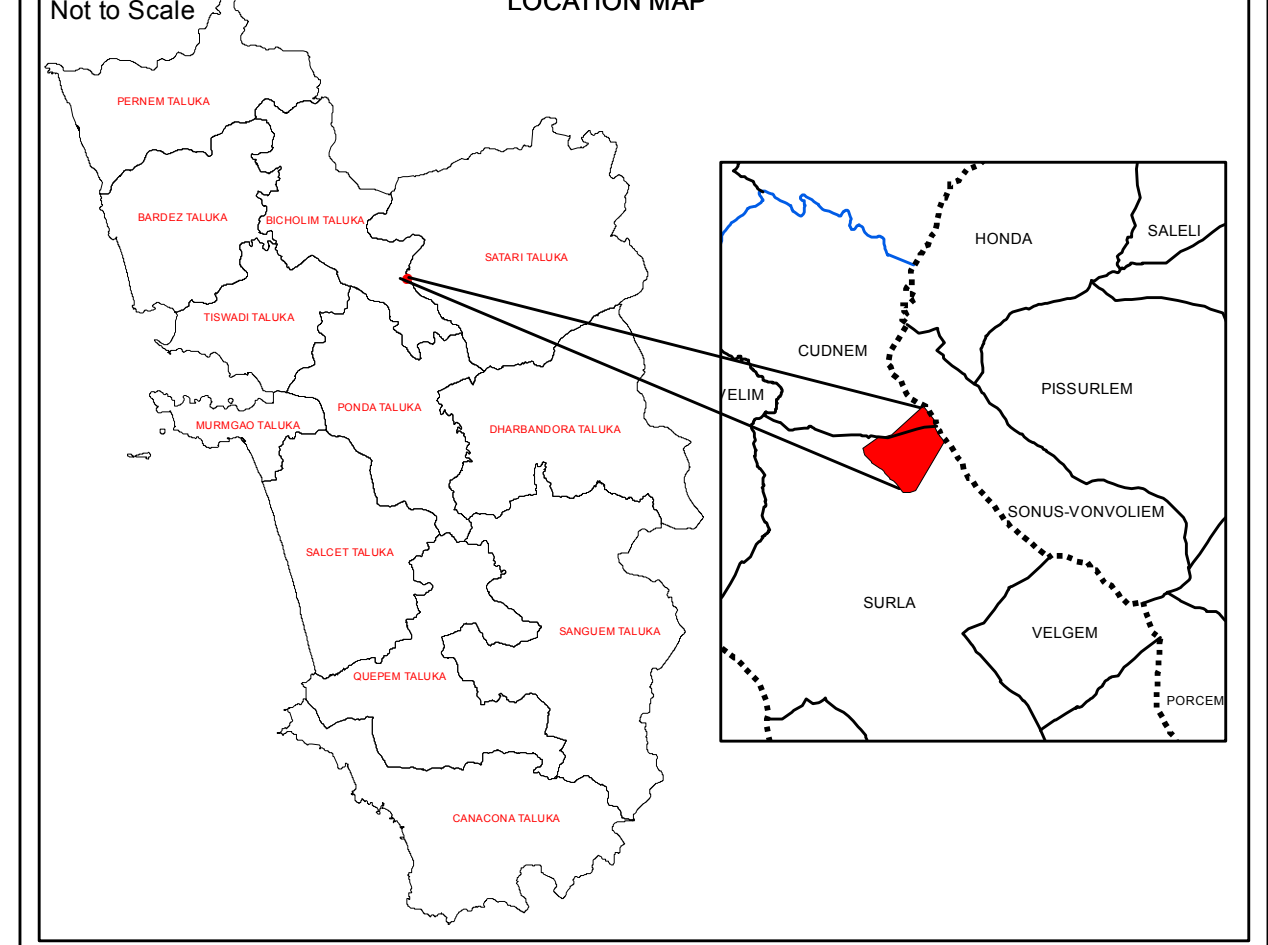 LOCATION MAP
Not to Scale
PERNEM TALUKA
BARDEZ TALUKA
BICHOLIM TALUKA
SATARI TALUKA
TISWADI TALUKA
PONDA TALUKA
MURMGAO TALUKA
DHARBANDORA TALUKA
SALCET TALUKA
SANGUEM TALUKA
QUEPEM TALUKA
CANACONA TALUKA
HONDA
SALELI
CUDNEM
PISSURLEM
VELIM
SONUS-VONVOLIEM
SURLA
VELGEM
PORCEM